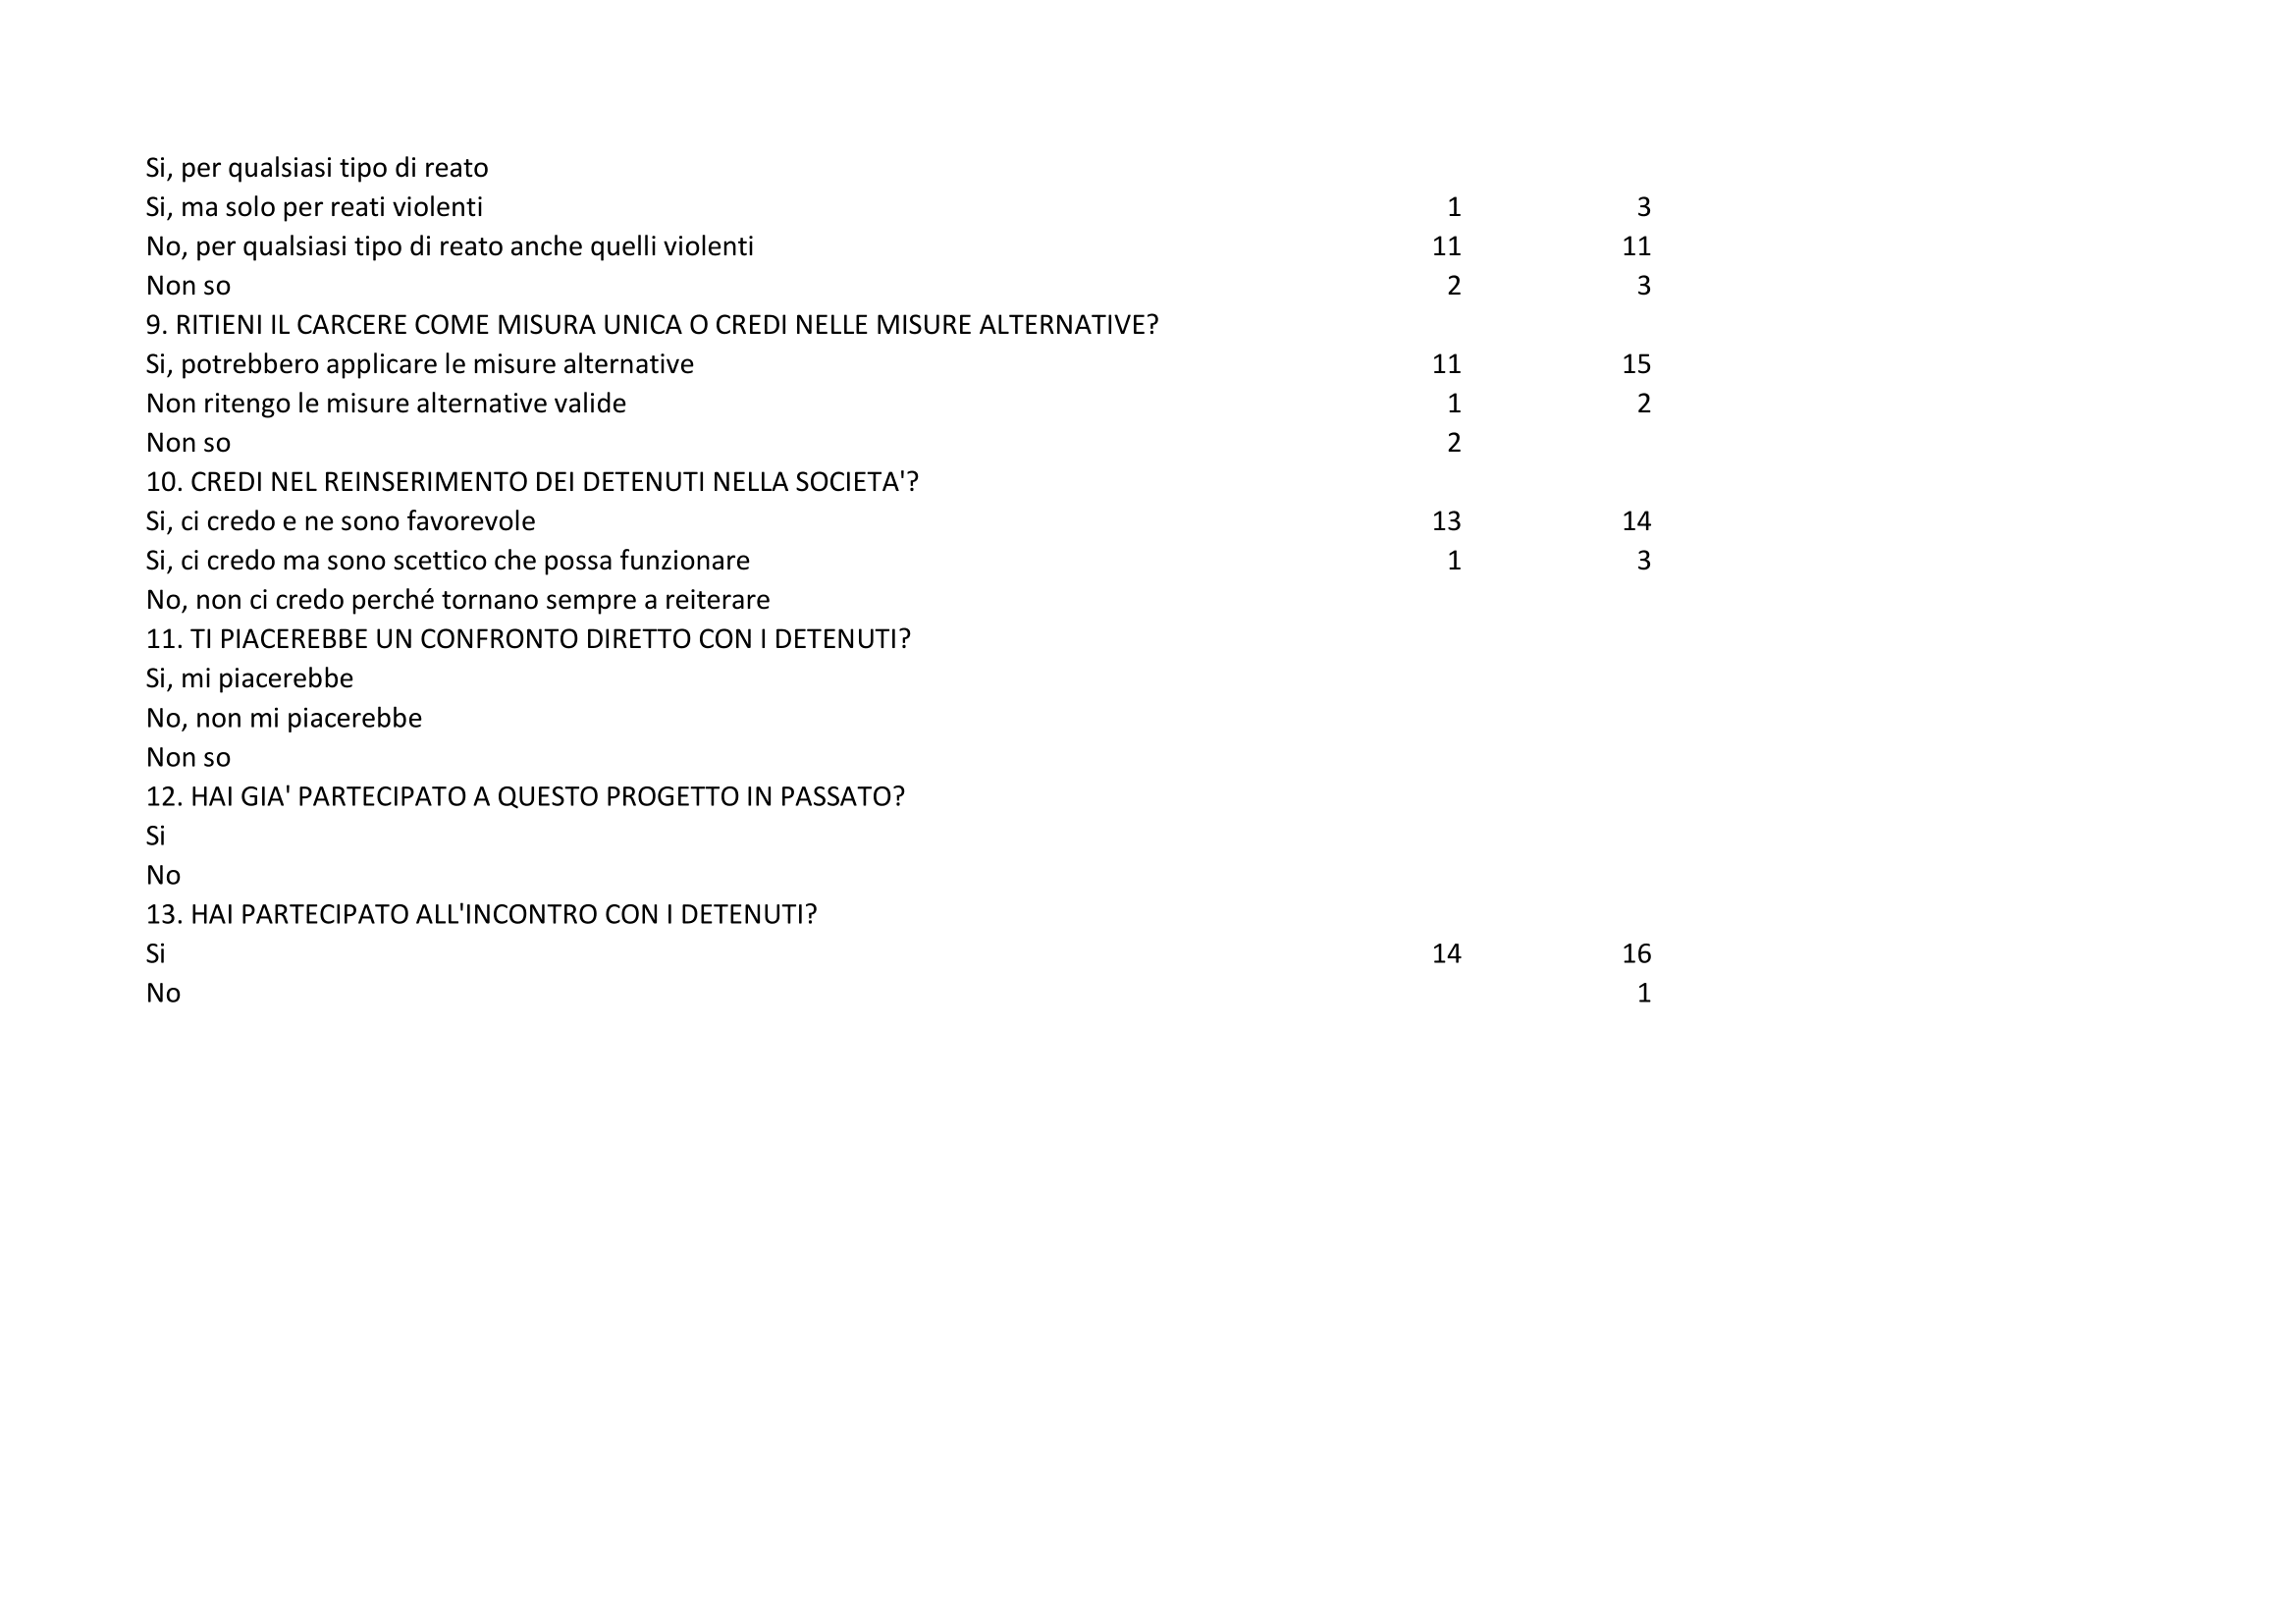 Si, per qualsiasi tipo di reato
Si, ma solo per reati violenti 1 3
No, per qualsiasi tipo di reato anche quelli violenti 11 11
Non so 2 3
9. RITIENI IL CARCERE COME MISURA UNICA O CREDI NELLE MISURE ALTERNATIVE?
Si, potrebbero applicare le misure alternative 11 15
Non ritengo le misure alternative valide 1 2
Non so 2
10. CREDI NEL REINSERIMENTO DEI DETENUTI NELLA SOCIETA'?
Si, ci credo e ne sono favorevole 13 14
Si, ci credo ma sono scettico che possa funzionare 1 3
No, non ci credo perché tornano sempre a reiterare
11. TI PIACEREBBE UN CONFRONTO DIRETTO CON I DETENUTI?
Si, mi piacerebbe
No, non mi piacerebbe
Non so
12. HAI GIA' PARTECIPATO A QUESTO PROGETTO IN PASSATO?
Si
No
13. HAI PARTECIPATO ALL'INCONTRO CON I DETENUTI?
Si 14 16
No 1